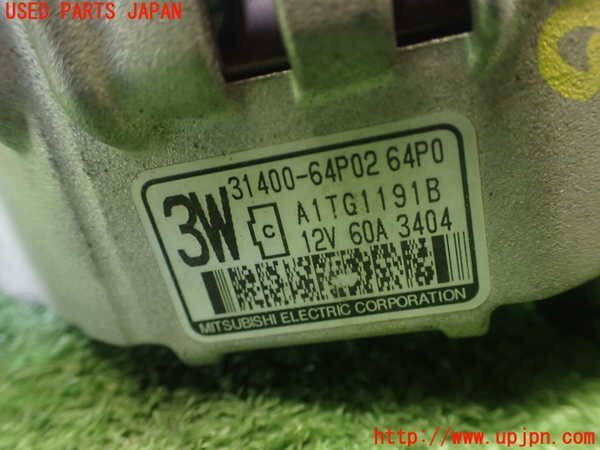 USED PARTS JAPAN
31400-64P02 64P0
3W
C
A1TG1191B
12V 60A 3404
MITSUBISHI ELECTRIC CORPORATION
http://www.upjpn.com/